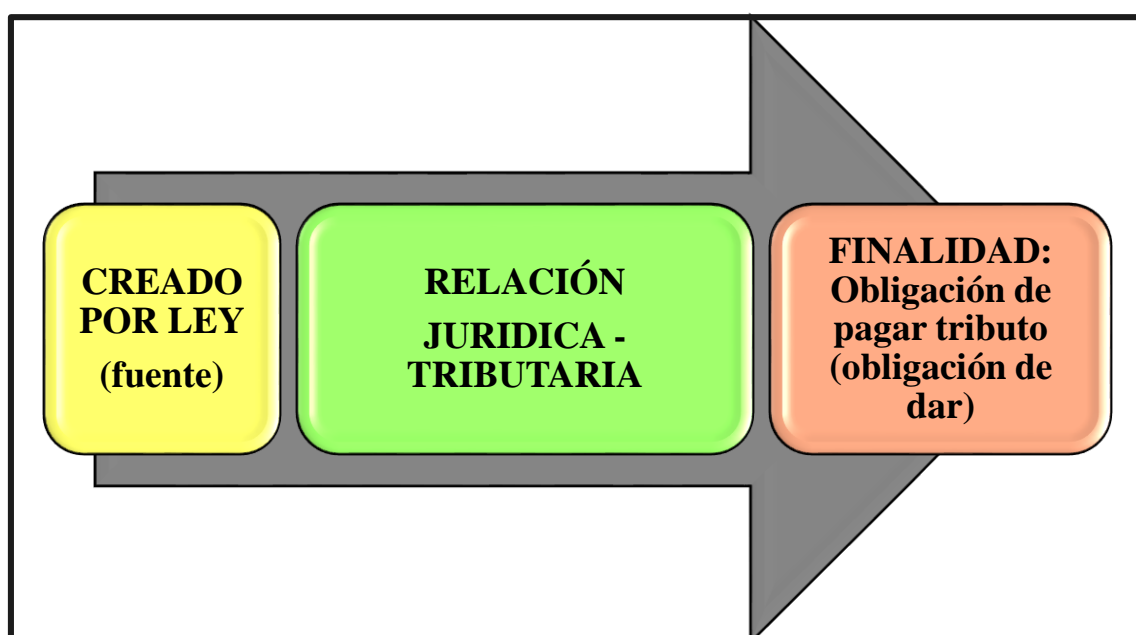 CREADO
POR LEY
(fuente)
RELACIÓN
JURIDICA -
TRIBUTARIA
FINALIDAD:
Obligación de
pagar tributo
(obligación de
dar)